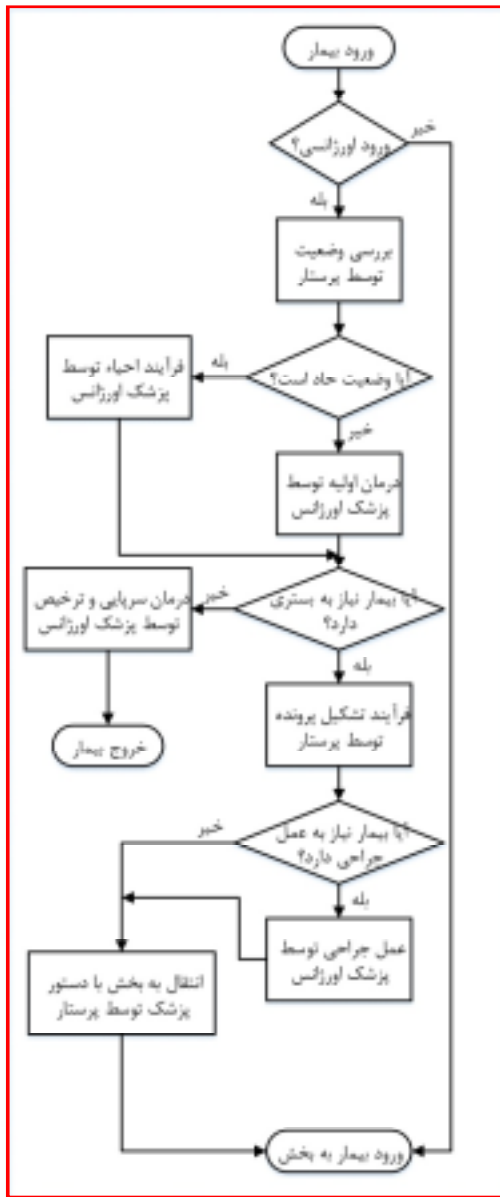 ورود بیمار
ورود اورژانسی؟
خیر
بله
بررسی وضعیت
توسط پرستار
آیا وضعیت حاد است؟
بله
فرآیند احیاء توسط
پزشک اورژانس
خیر
درمان اولیه توسط
پزشک اورژانس
آیا بیمار نیاز به بستری
دارد؟
خیر
درمان سرپایی و ترخیص
توسط پزشک اورژانس
خروج بیمار
بله
فرآیند تشکیل پرونده
توسط پرستار
آیا بیمار نیاز به عمل
جراحی دارد؟
خیر
بله
عمل جراحی توسط
پزشک اورژانس
انتقال به بخش با دستور
پزشک توسط پرستار
ورود بیمار به بخش